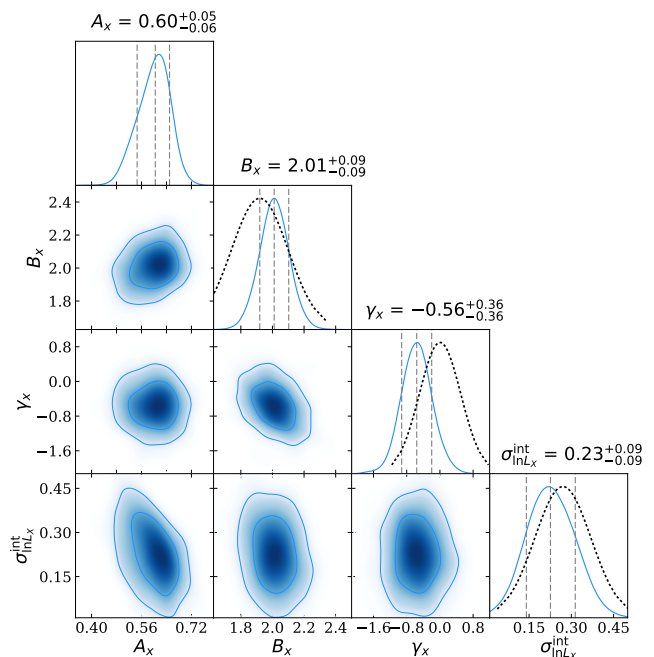 A_x = 0.60^{+0.05}_{-0.06}
B_x = 2.01^{+0.09}_{-0.09}
2.4
2.2
2.0
1.8
B_x
γ_x = −0.56^{+0.36}_{-0.36}
0.8
0.0
−0.8
−1.6
γ_x
σ^{int}_{lnL_x} = 0.23^{+0.09}_{-0.09}
0.45
0.30
0.15
σ^{int}_{lnL_x}
0.40 0.56 0.72 1.8 2.1 2.4 −1.6 −0.8 0.0 0.8 0.15 0.30 0.45
A_x B_x γ_x σ^{int}_{lnL_x}